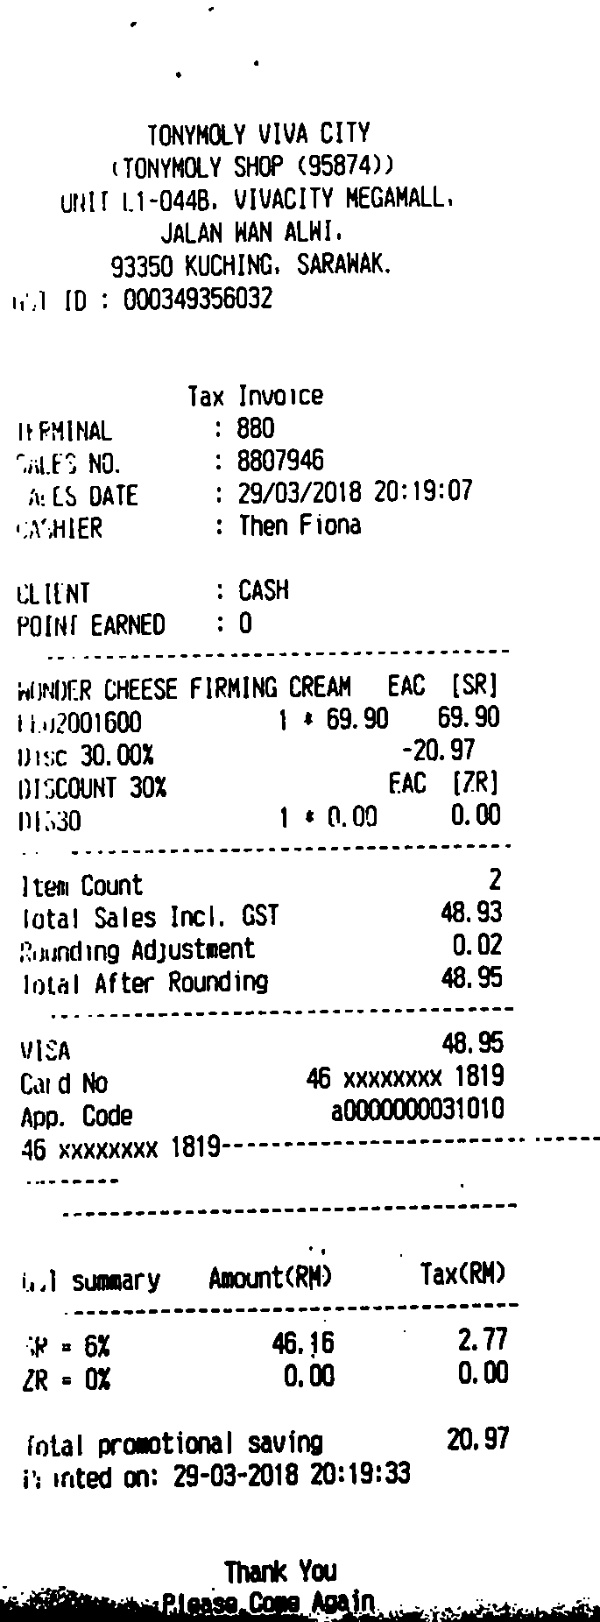 TONYMOLY VIVA CITY
(TONYMOLY SHOP (95874))
UNIT L1-044B, VIVACITY MEGAMALL,
JALAN WAN ALWI,
93350 KUCHING, SARAWAK.
ID : 000349356032
Tax Invoice
TERMINAL : 880
SALES NO. : 8807946
SALES DATE : 29/03/2018 20:19:07
CASHIER : Then Fiona
CLIENT : CASH
POINT EARNED : 0
WONDER CHEESE FIRMING CREAM EAC [SR]
1 * 69.90 69.90
Disc 30.00% -20.97
DISCOUNT 30% EAC [ZR]
DIS30 1 * 0.00 0.00
Item Count 2
Total Sales Incl. GST 48.93
Rounding Adjustment 0.02
Total After Rounding 48.95
VISA 48.95
Card No 46 xxxxxxxx 1819
App. Code a0000000031010
46 xxxxxxxx 1819
summary Amount(RM) Tax(RM)
SR = 6% 46.16 2.77
ZR = 0% 0.00 0.00
Total promotional saving 20.97
Printed on: 29-03-2018 20:19:33
Thank You
Please Come Again